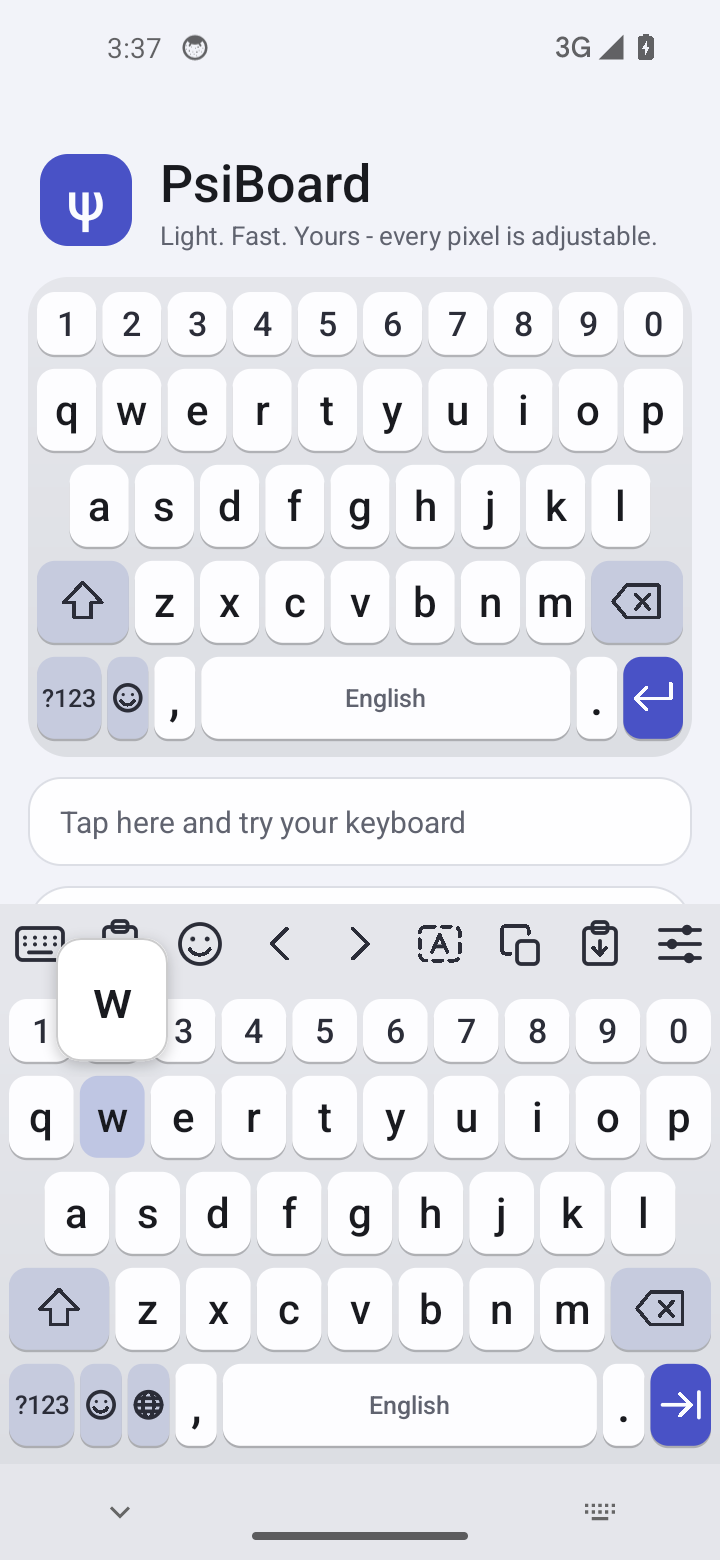 3:37
3G
ψ
PsiBoard
Light. Fast. Yours - every pixel is adjustable.
1 2 3 4 5 6 7 8 9 0
q w e r t y u i o p
a s d f g h j k l
z x c v b n m
?123 , English .
Tap here and try your keyboard
A
w
1 3 4 5 6 7 8 9 0
q w e r t y u i o p
a s d f g h j k l
z x c v b n m
?123 , English .